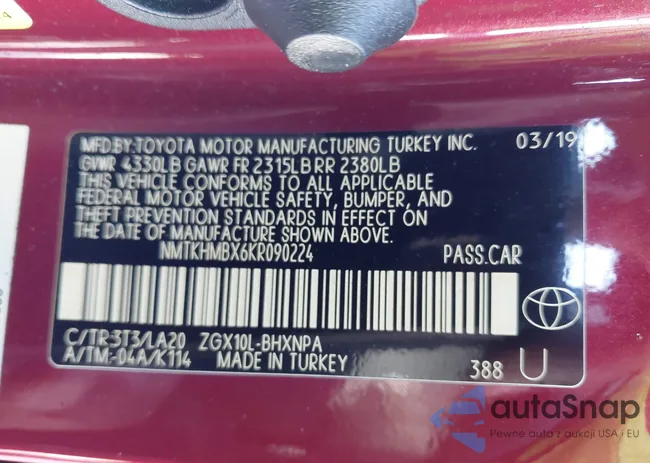 MFD.BY:TOYOTA MOTOR MANUFACTURING TURKEY INC. 03/19
GVWR 4330LB GAWR FR 2315LB RR 2380LB
THIS VEHICLE CONFORMS TO ALL APPLICABLE
FEDERAL MOTOR VEHICLE SAFETY, BUMPER, AND
THEFT PREVENTION STANDARDS IN EFFECT ON
THE DATE OF MANUFACTURE SHOWN ABOVE.
NMTKHMBX6KR090224 PASS.CAR
C/TR:3T3/LA20 ZGX10L-BHXNPA
A/TM:-04A/K114 MADE IN TURKEY 388 U
autaSnap
Pewne auta z aukcji USA i EU